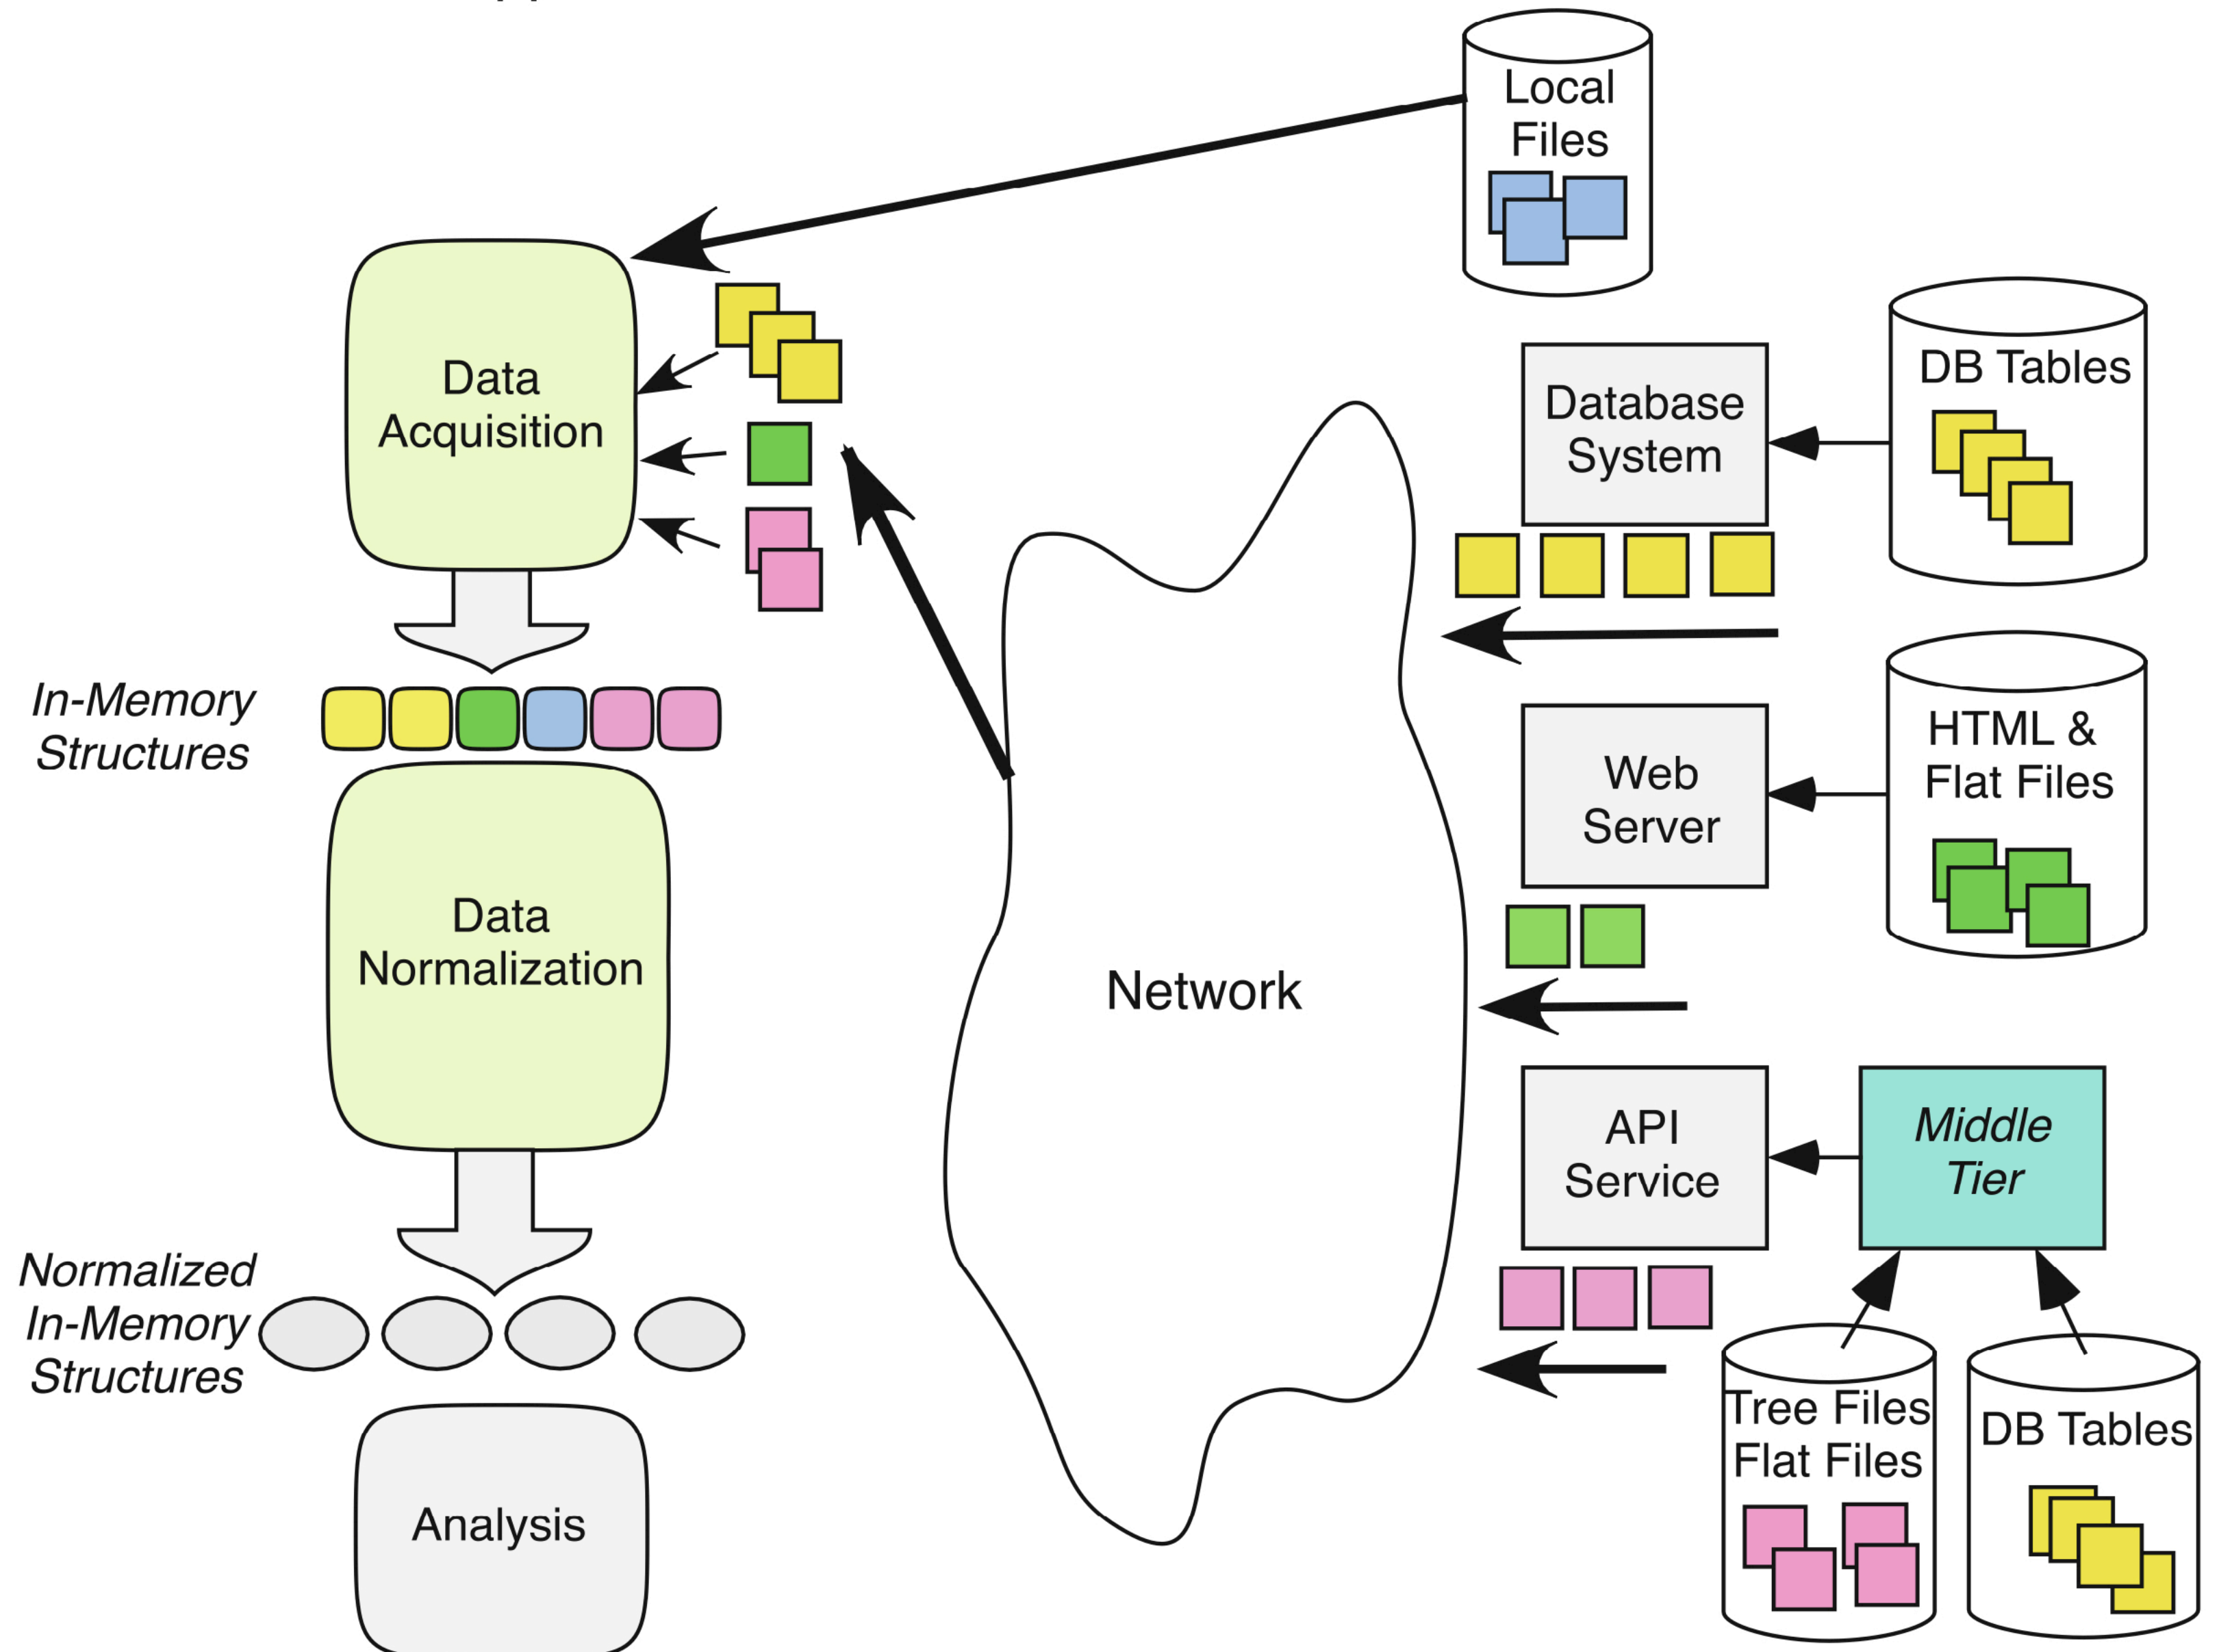 Local
Files
DB Tables
Database
System
Data
Acquisition
In-Memory
Structures
HTML &
Flat Files
Web
Server
Data
Normalization
Network
API
Service
Middle
Tier
Normalized
In-Memory
Structures
Tree Files
Flat Files
DB Tables
Analysis